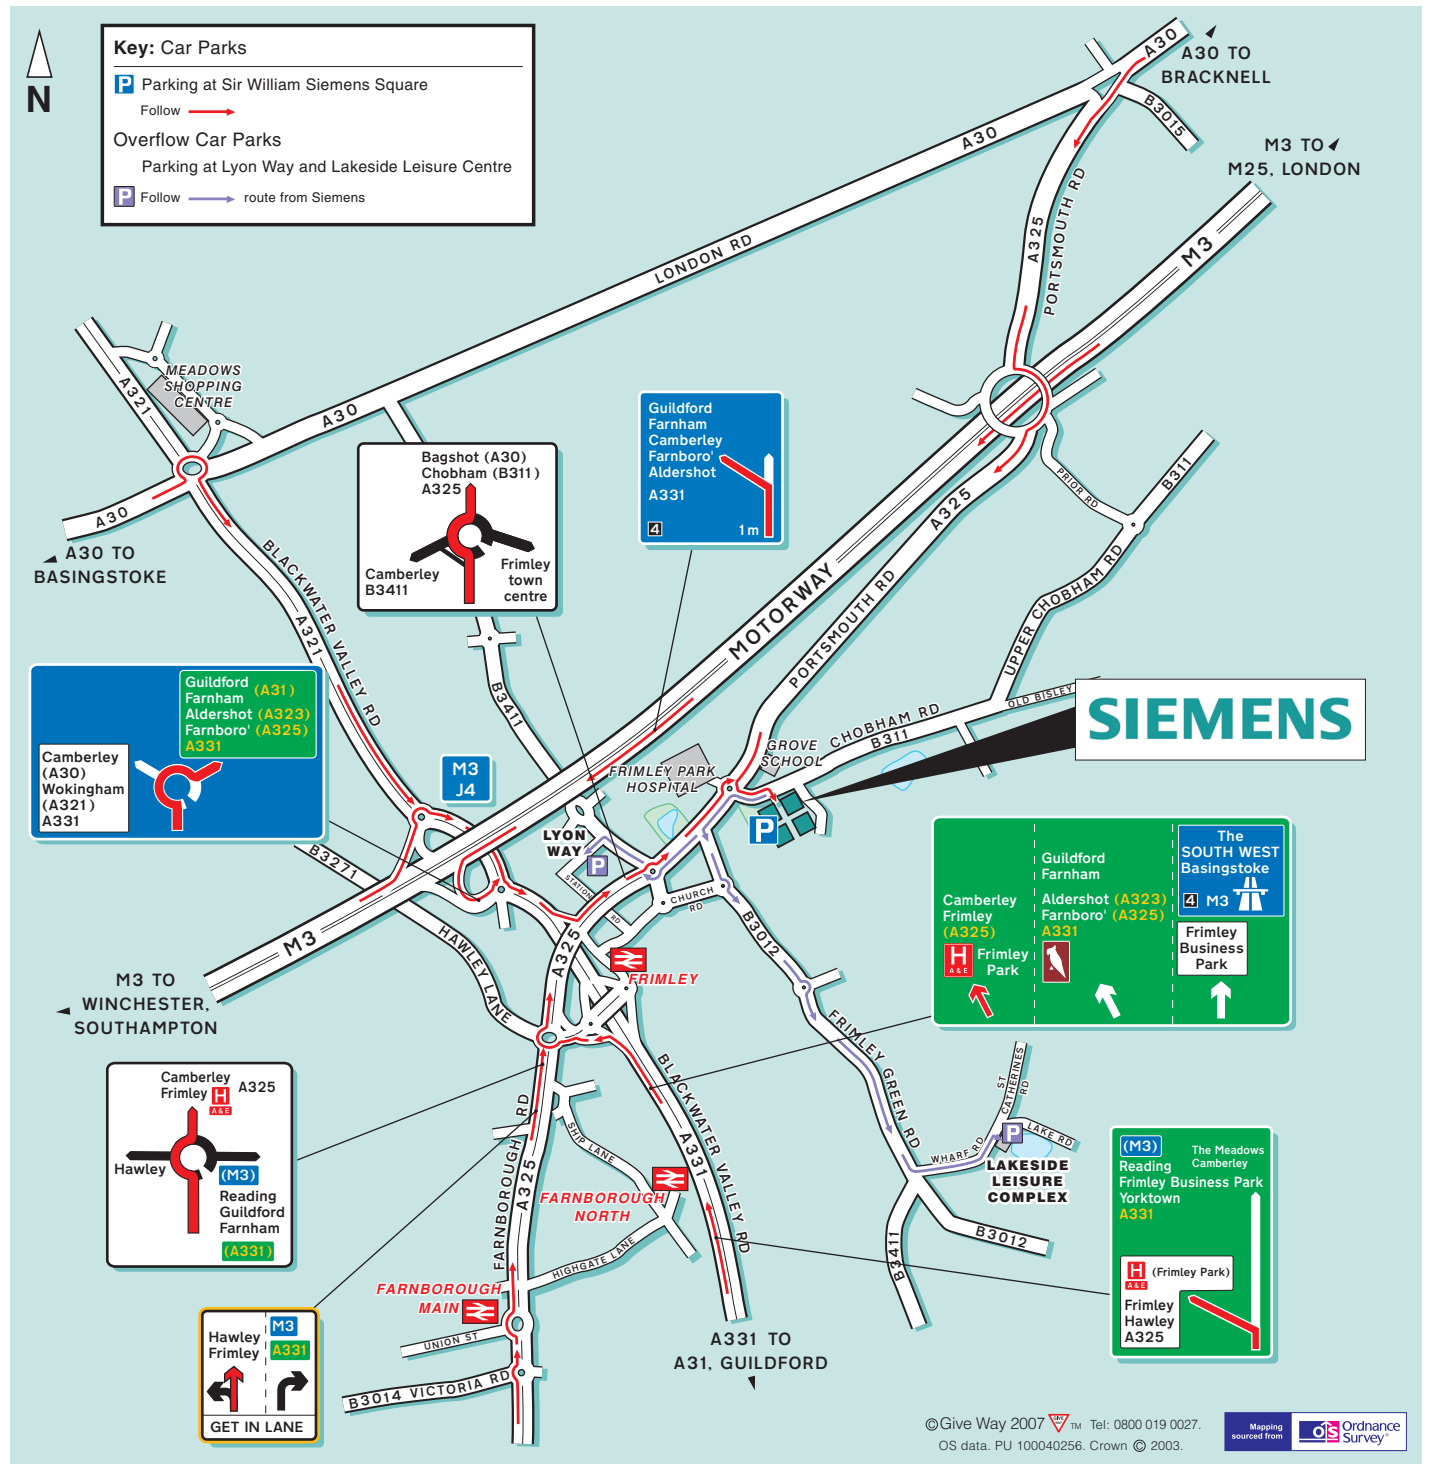 Key: Car Parks
P Parking at Sir William Siemens Square
Follow
Overflow Car Parks
Parking at Lyon Way and Lakeside Leisure Centre
P Follow route from Siemens
N
A30
A30 TO
BRACKNELL
B3015
A30
M3 TO
M25, LONDON
PORTSMOUTH RD
A325
M3
LONDON RD
MEADOWS
SHOPPING
CENTRE
A321
A30
A30
A30 TO
BASINGSTOKE
Bagshot (A30)
Chobham (B311)
A325
Camberley
B3411
Frimley
town
centre
Guildford
Farnham
Camberley
Farnboro'
Aldershot
A331
4
1m
PRIOR RD
B311
A325
BLACKWATER VALLEY RD
A321
MOTORWAY
PORTSMOUTH RD
UPPER CHOBHAM RD
B3411
OLD BISLEY
SIEMENS
CHOBHAM RD
B311
GROVE
SCHOOL
FRIMLEY PARK
HOSPITAL
Guildford
Farnham
(A31)
Aldershot (A323)
Farnboro' (A325)
A331
Camberley
(A30)
Wokingham
(A321)
A331
M3
J4
LYON
WAY
P
P
STATION
RD
CHURCH
RD
B3271
B3012
HAWLEY LANE
M3
A325
FRIMLEY
M3 TO
WINCHESTER,
SOUTHAMPTON
Camberley
Frimley
(A325)
H
A&E
Frimley
Park
Guildford
Farnham
Aldershot (A323)
Farnboro' (A325)
A331
The
SOUTH WEST
Basingstoke
4 M3
Frimley
Business
Park
FRIMLEY GREEN RD
ST
CATHERINES
RD
P
LAKE RD
WHARF RD
LAKESIDE
LEISURE
COMPLEX
B3012
B3411
Camberley
Frimley
H
A&E
A325
Hawley
(M3)
Reading
Guildford
Farnham
(A331)
FARNBOROUGH RD
A325
SHIP LANE
BLACKWATER VALLEY RD
A331
FARNBOROUGH
NORTH
HIGHGATE LANE
FARNBOROUGH
MAIN
UNION ST
B3014 VICTORIA RD
(M3)
Reading
The Meadows
Camberley
Frimley Business Park
Yorktown
A331
H
A&E
(Frimley Park)
Frimley
Hawley
A325
Hawley
Frimley
M3
A331
GET IN LANE
A331 TO
A31, GUILDFORD
© Give Way 2007 GIVE WAY TM Tel: 0800 019 0027.
OS data. PU 100040256. Crown © 2003.
Mapping
sourced from
OS Ordnance
Survey®